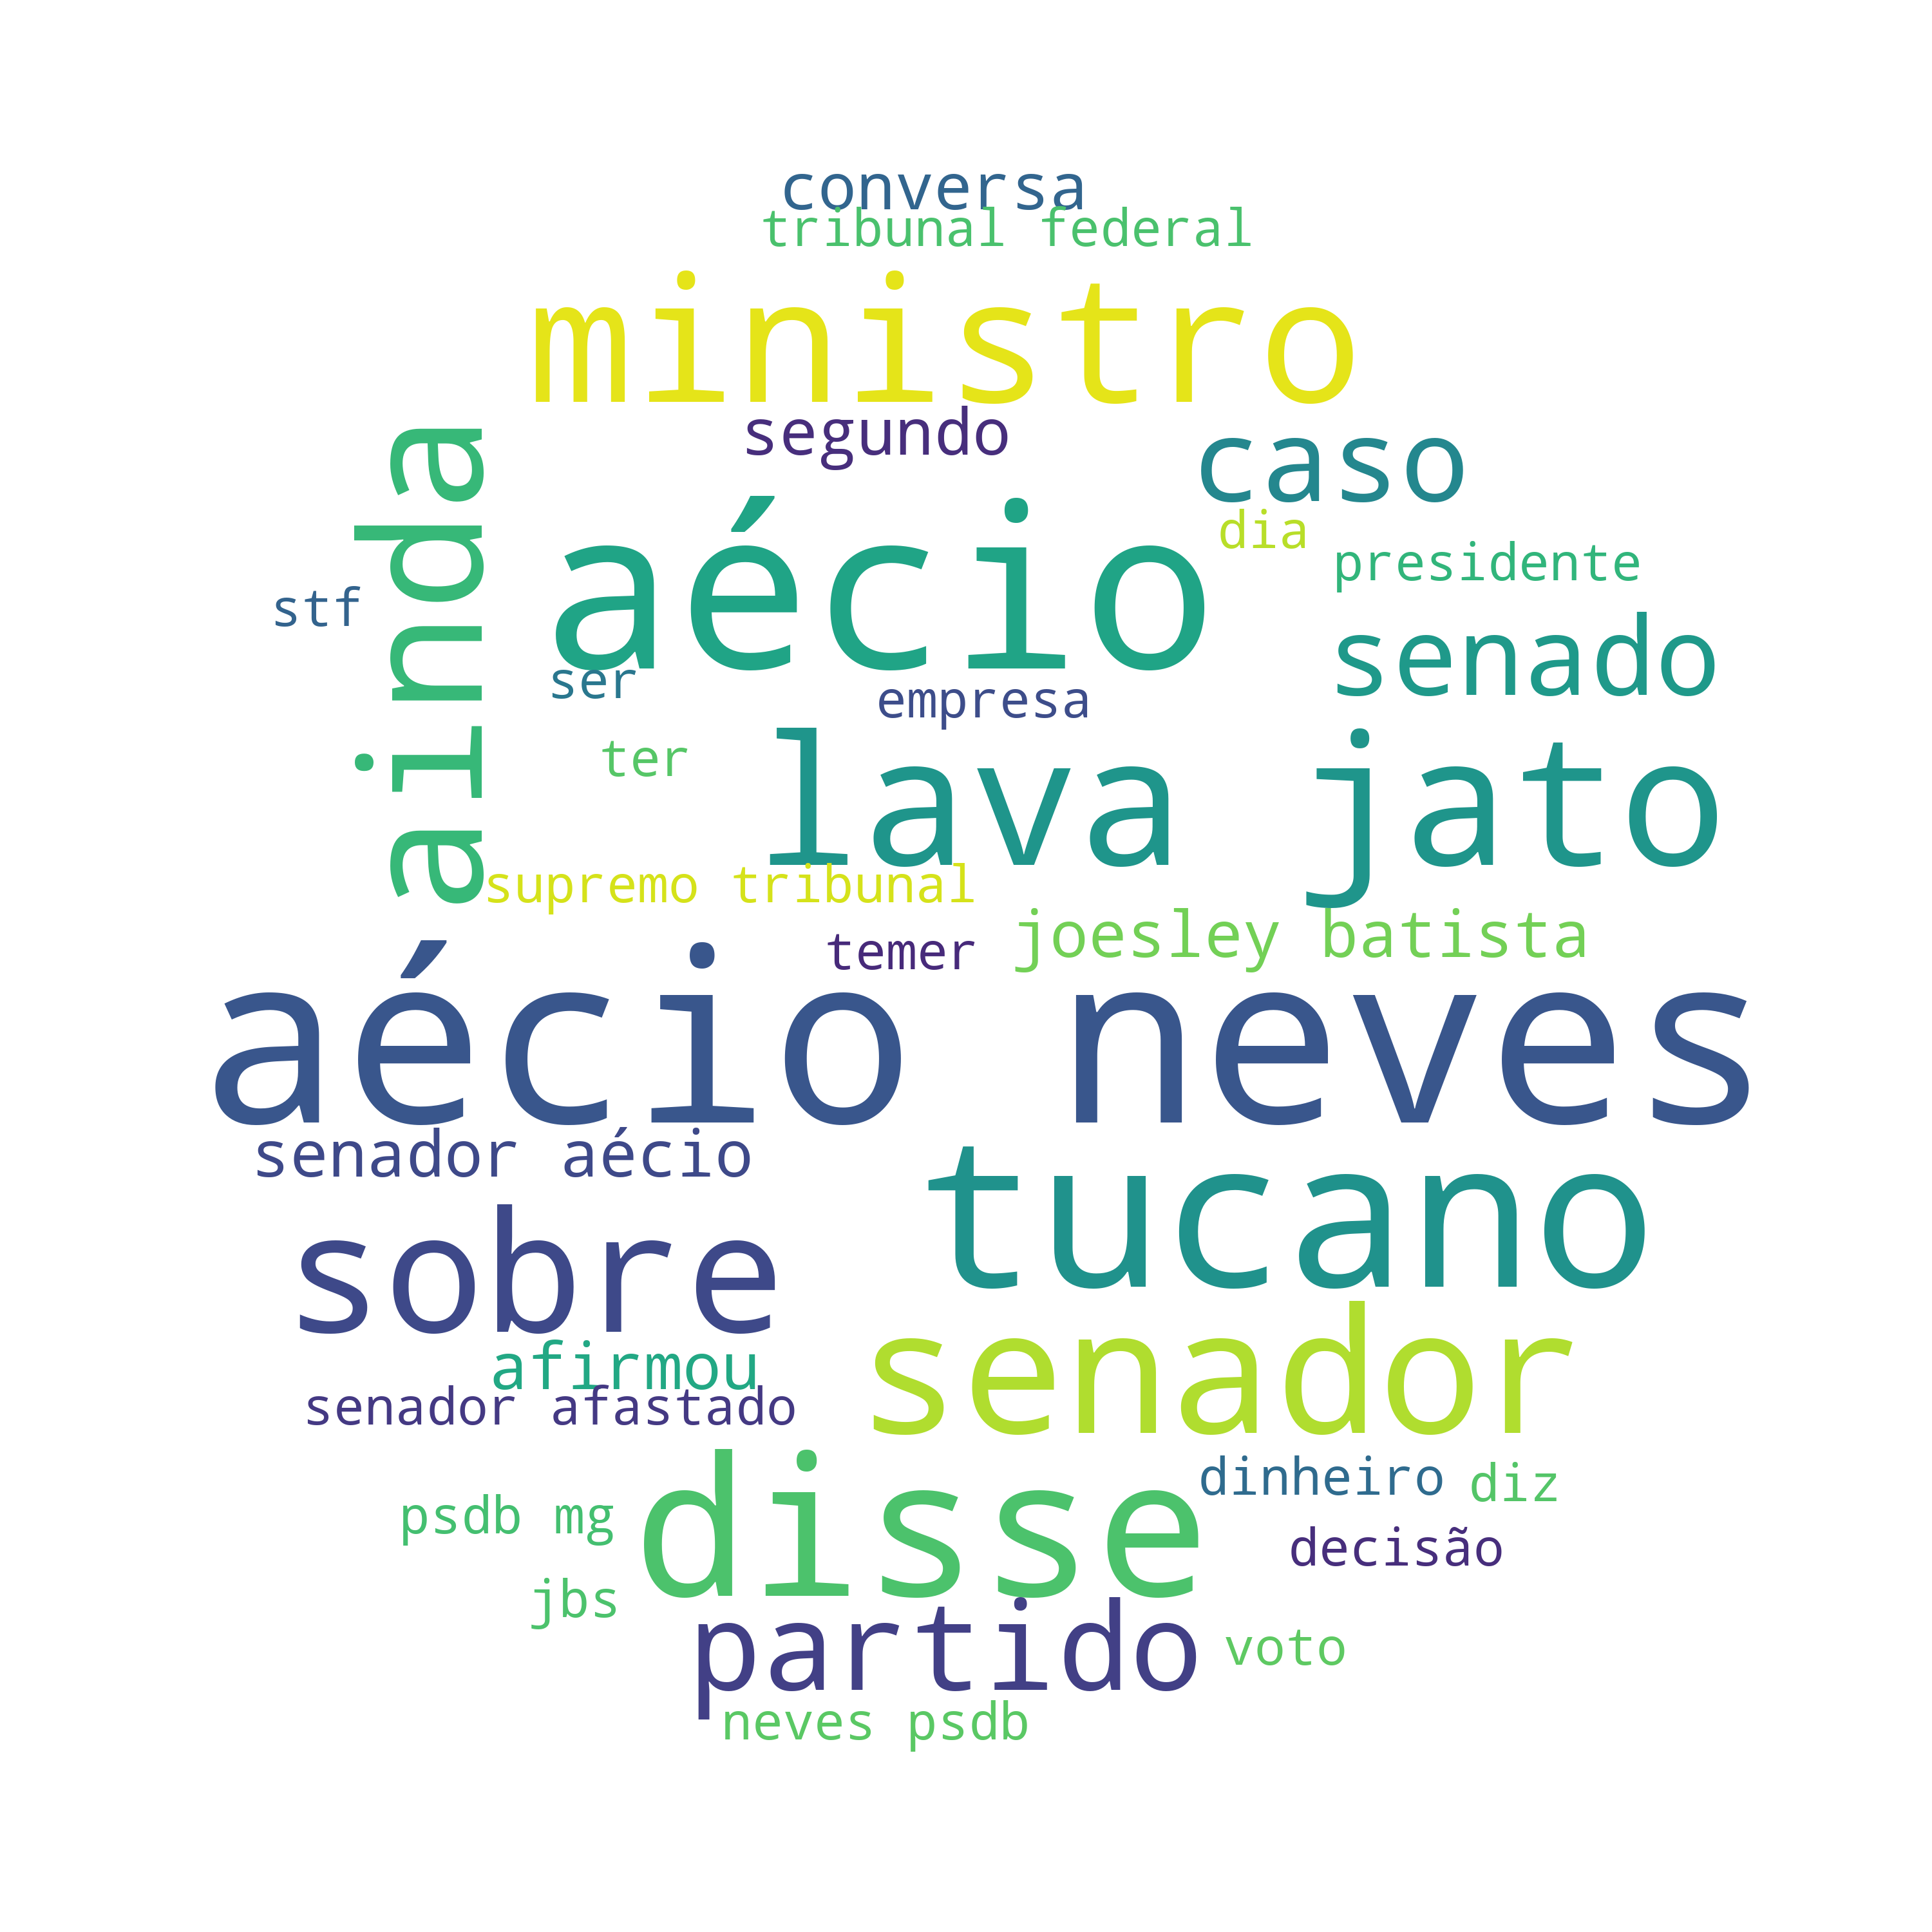 conversa
tribunal federal
ministro
segundo
caso
ainda
aécio
dia
presidente
stf
senado
ser
empresa
ter
lava jato
supremo tribunal
joesley batista
temer
aécio neves
senador aécio
tucano
sobre
senador
afirmou
senador afastado
disse
dinheiro
diz
psdb mg
decisão
jbs
partido
voto
neves psdb